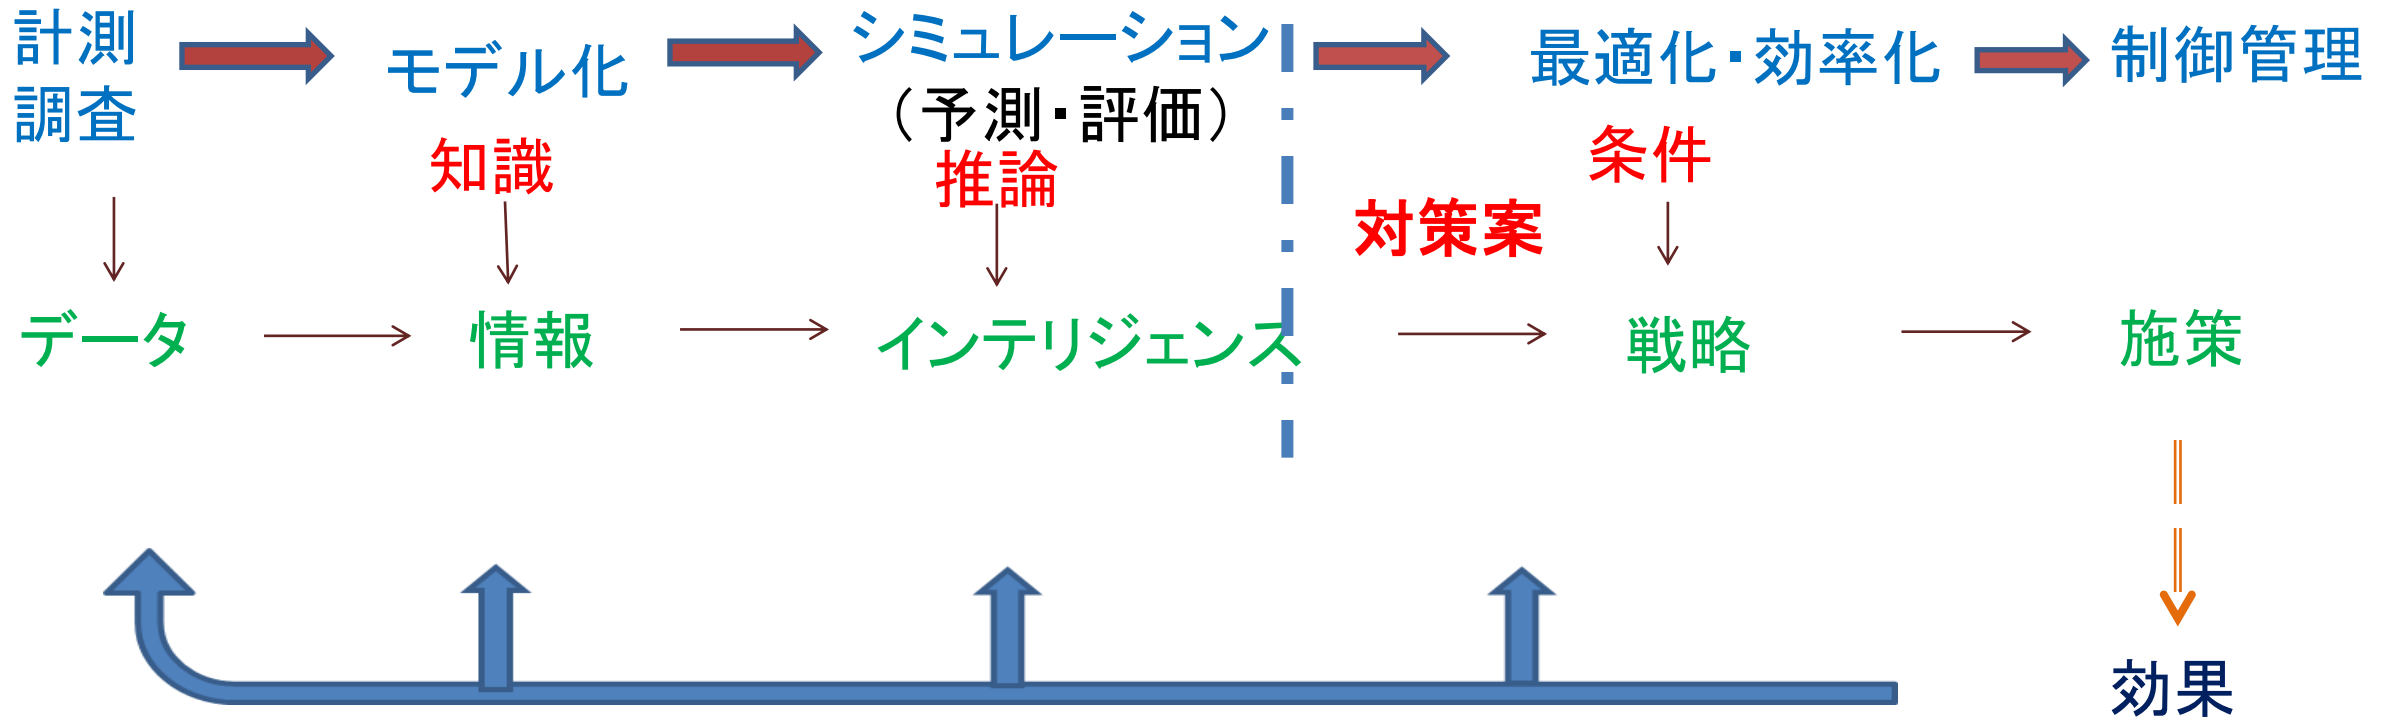 計測
調査
モデル化
シミュレーション
（予測・評価）
最適化・効率化
制御管理
知識
推論
条件
対策案
データ
情報
インテリジェンス
戦略
施策
効果